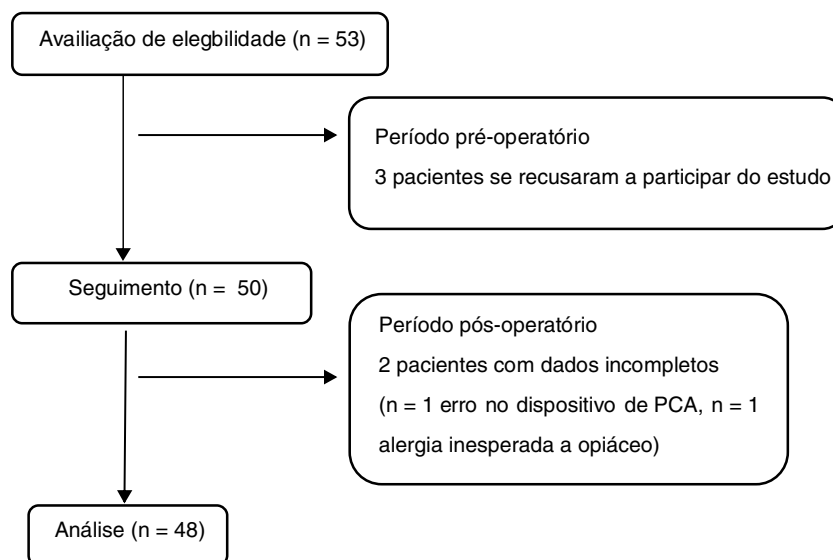 Availiação de elegbilidade (n = 53)
Período pré-operatório
3 pacientes se recusaram a participar do estudo
Seguimento (n = 50)
Período pós-operatório
2 pacientes com dados incompletos
(n = 1 erro no dispositivo de PCA, n = 1
alergia inesperada a opiáceo)
Análise (n = 48)